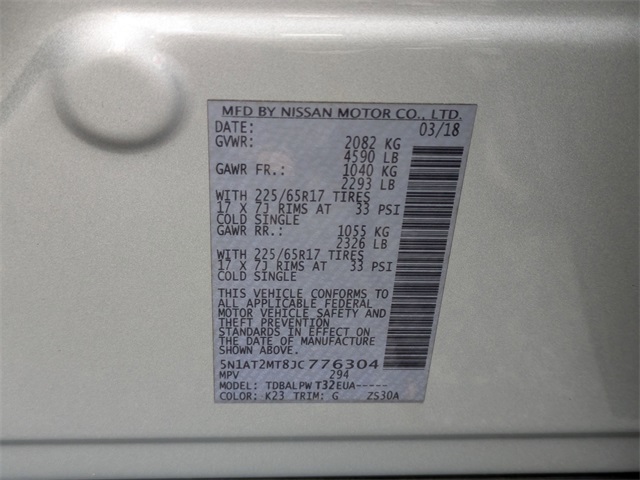 MFD BY NISSAN MOTOR CO., LTD.
DATE: 03/18
GVWR: 2082 KG
4590 LB
GAWR FR.: 1040 KG
2293 LB
WITH 225/65R17 TIRES
17 X 7J RIMS AT 33 PSI
COLD SINGLE
GAWR RR.: 1055 KG
2326 LB
WITH 225/65R17 TIRES
17 X 7J RIMS AT 33 PSI
COLD SINGLE
THIS VEHICLE CONFORMS TO
ALL APPLICABLE FEDERAL
MOTOR VEHICLE SAFETY AND
THEFT PREVENTION
STANDARDS IN EFFECT ON
THE DATE OF MANUFACTURE
SHOWN ABOVE.
5N1AT2MT8JC776304
MPV 294
MODEL: TDBALPW T32EUA-----
COLOR: K23 TRIM: G ZS30A